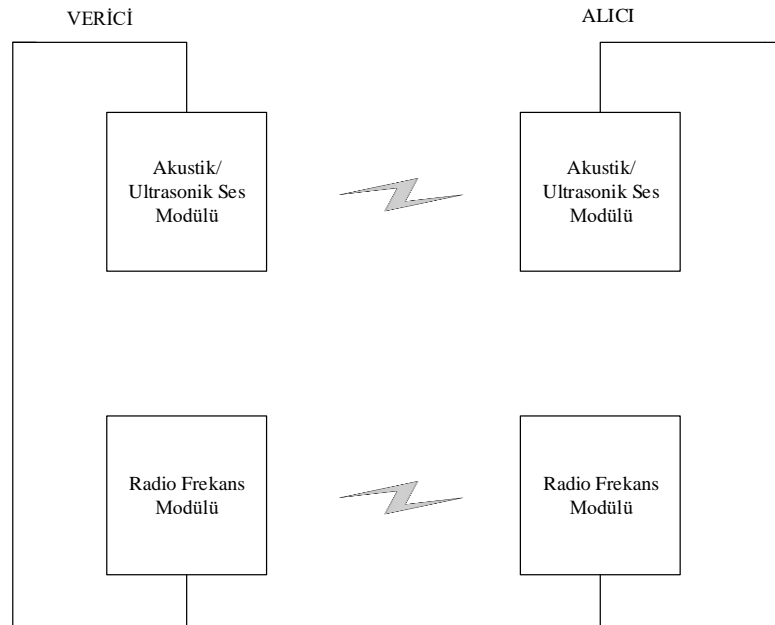 VERİCİ
ALICI
Akustik/
Ultrasonik Ses
Modülü
Akustik/
Ultrasonik Ses
Modülü
Radio Frekans
Modülü
Radio Frekans
Modülü